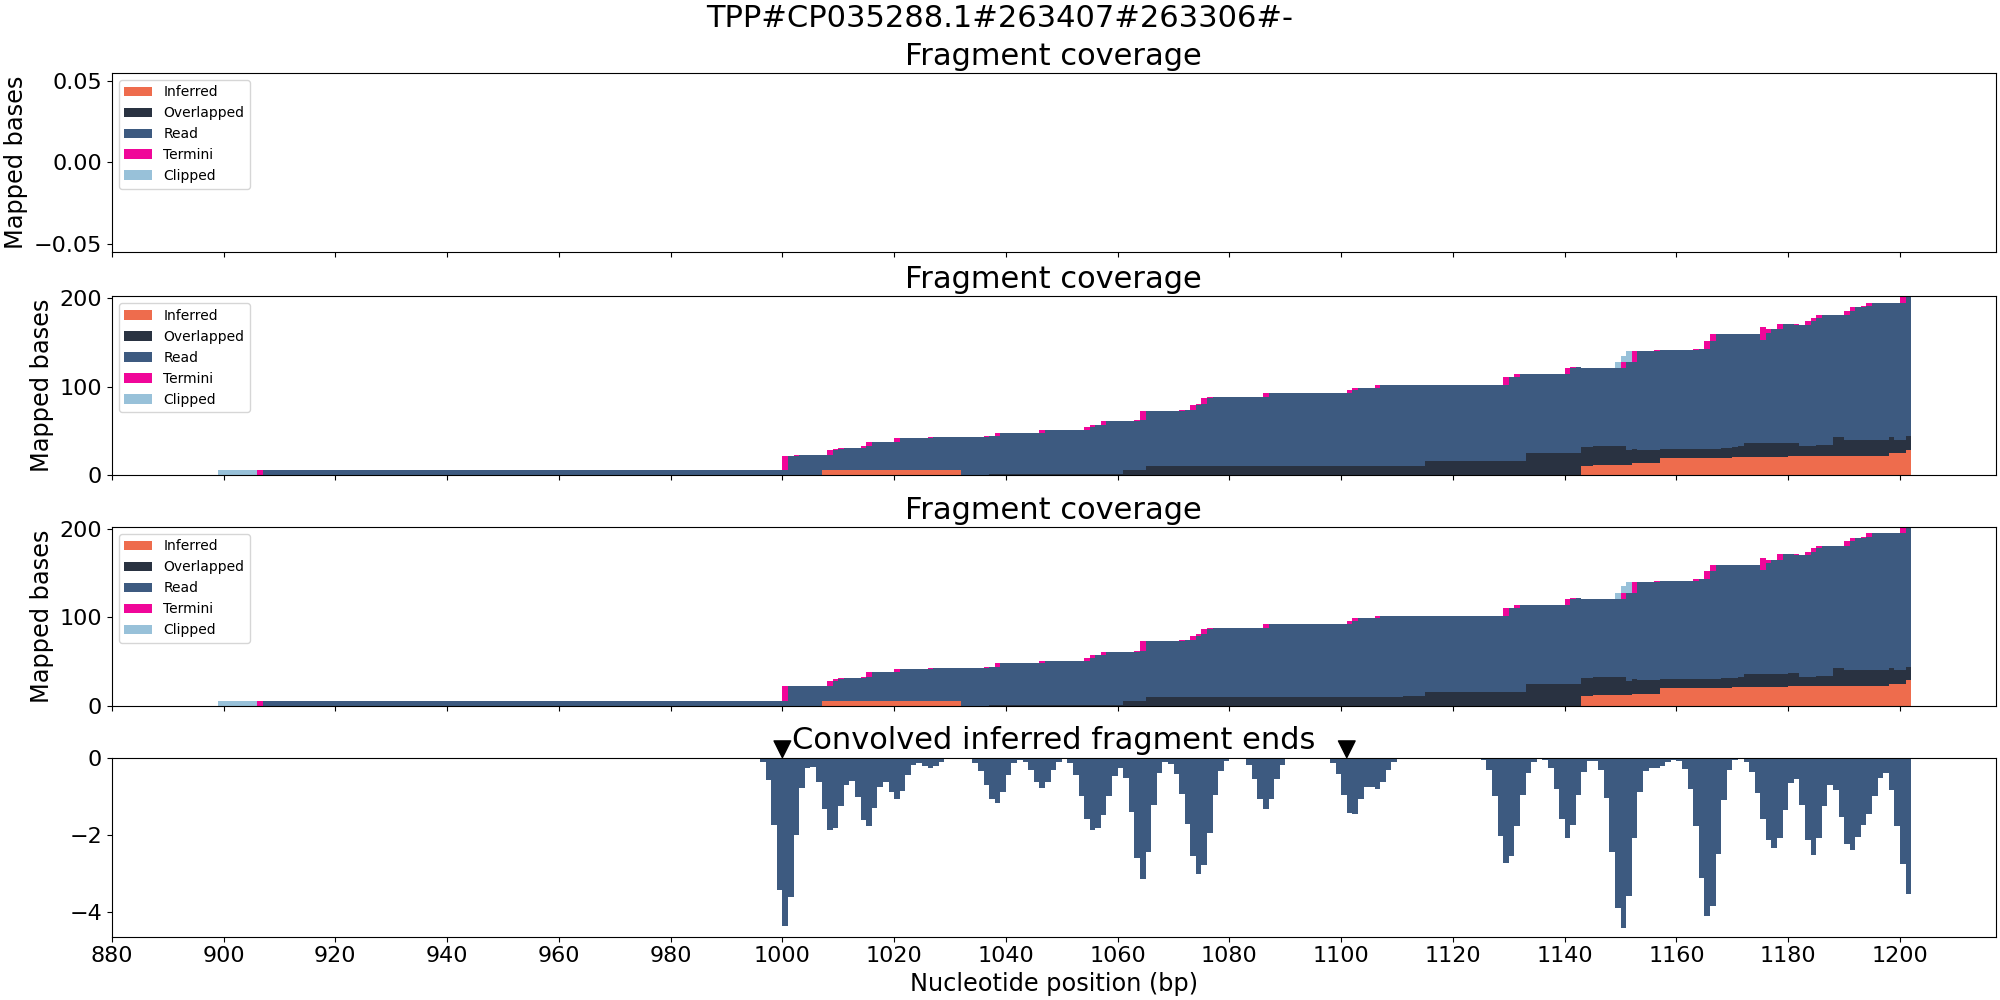 TPP#CP035288.1#263407#263306#-
Fragment coverage
Mapped bases
0.05
0.00
−0.05
Inferred
Overlapped
Read
Termini
Clipped
Fragment coverage
Mapped bases
200
100
0
Inferred
Overlapped
Read
Termini
Clipped
Fragment coverage
Mapped bases
200
100
0
Inferred
Overlapped
Read
Termini
Clipped
Convolved inferred fragment ends
0
−2
−4
880 900 920 940 960 980 1000 1020 1040 1060 1080 1100 1120 1140 1160 1180 1200
Nucleotide position (bp)